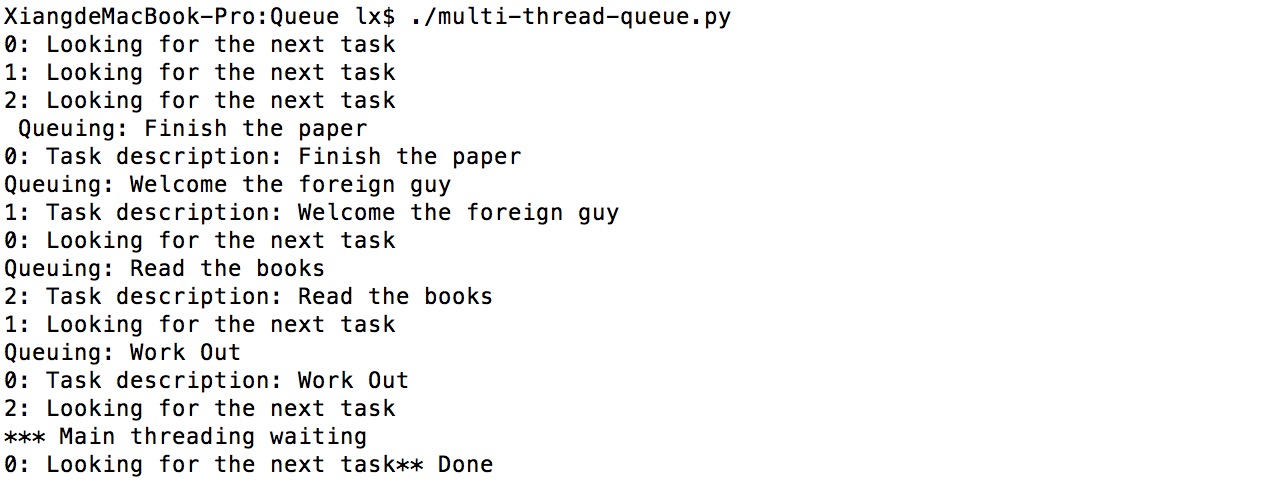 XiangdeMacBook-Pro:Queue lx$ ./multi-thread-queue.py
0: Looking for the next task
1: Looking for the next task
2: Looking for the next task
 Queuing: Finish the paper
0: Task description: Finish the paper
Queuing: Welcome the foreign guy
1: Task description: Welcome the foreign guy
0: Looking for the next task
Queuing: Read the books
2: Task description: Read the books
1: Looking for the next task
Queuing: Work Out
0: Task description: Work Out
2: Looking for the next task
*** Main threading waiting
0: Looking for the next task** Done